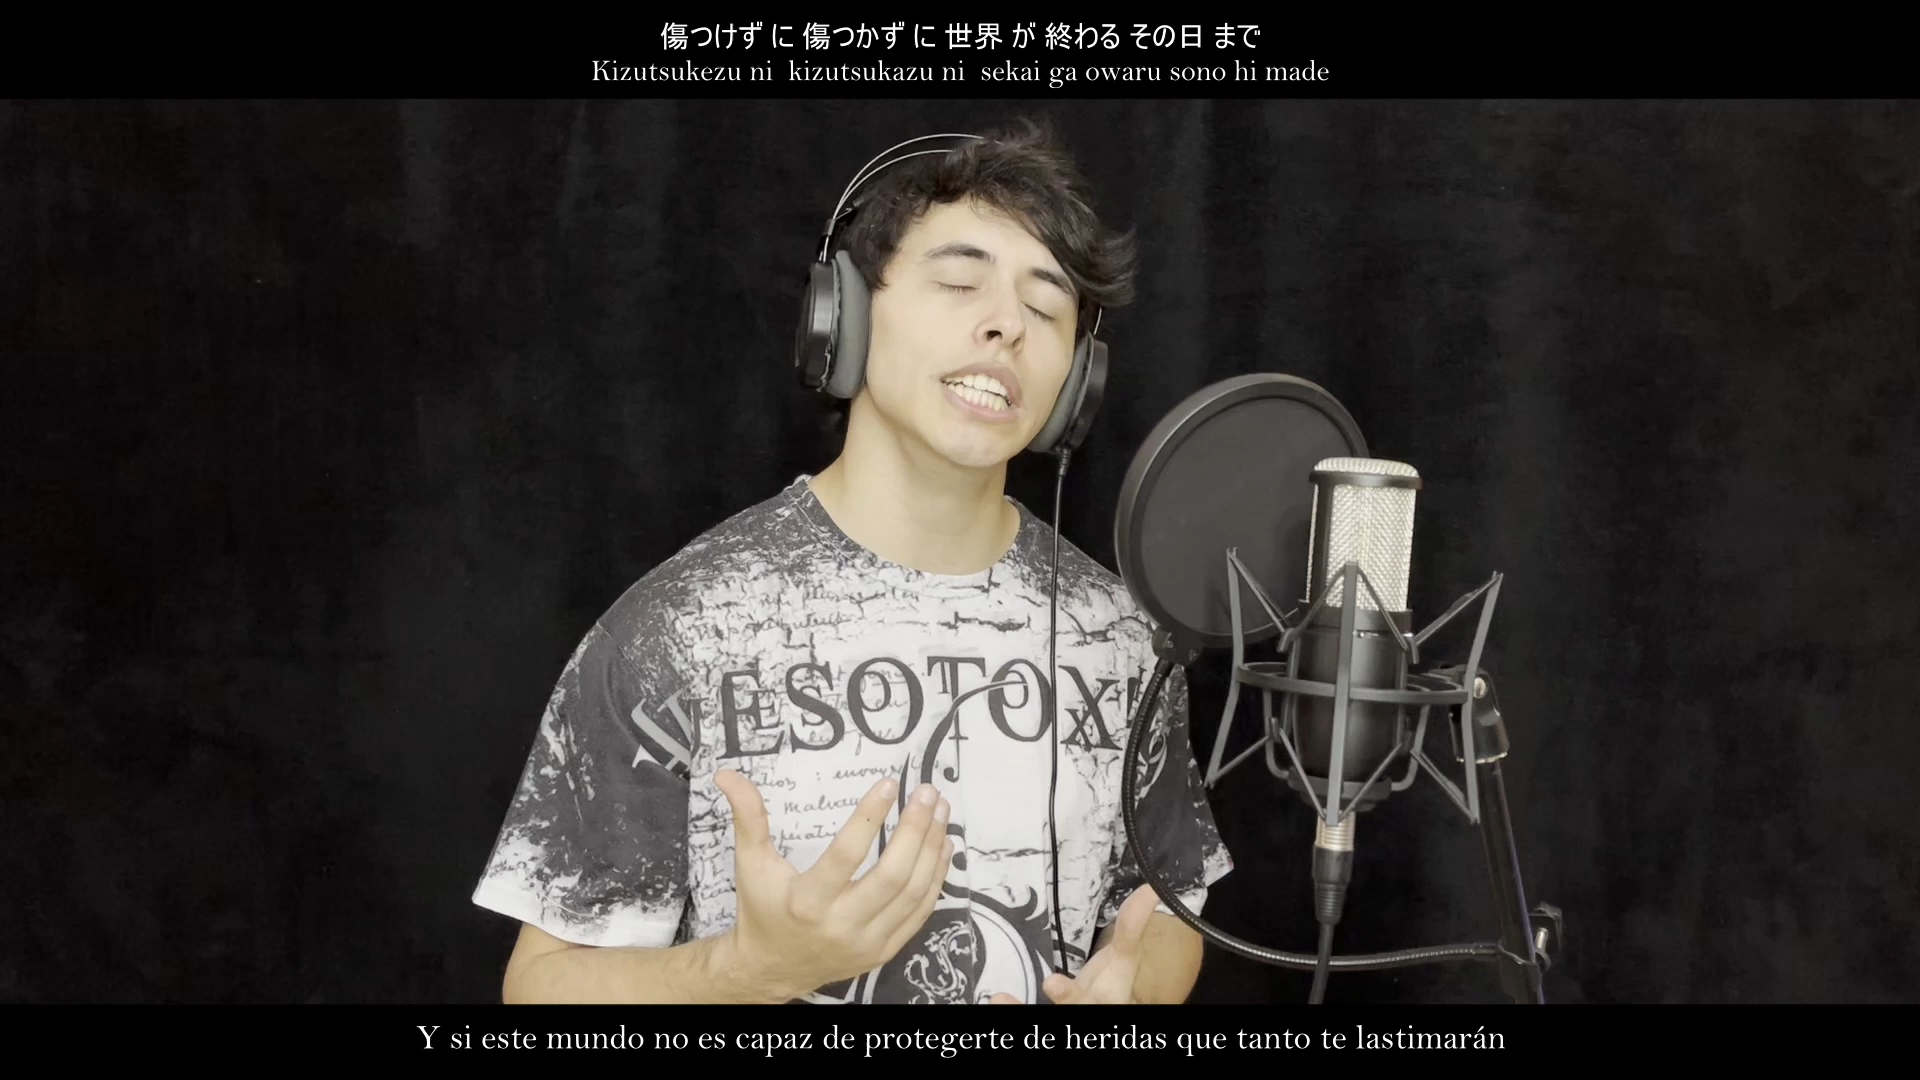 傷つけず に 傷つかず に 世界 が 終わる その日 まで
Kizutsukezu ni kizutsukazu ni sekai ga owaru sono hi made
ESOTOX
Y si este mundo no es capaz de protegerte de heridas que tanto te lastimarán